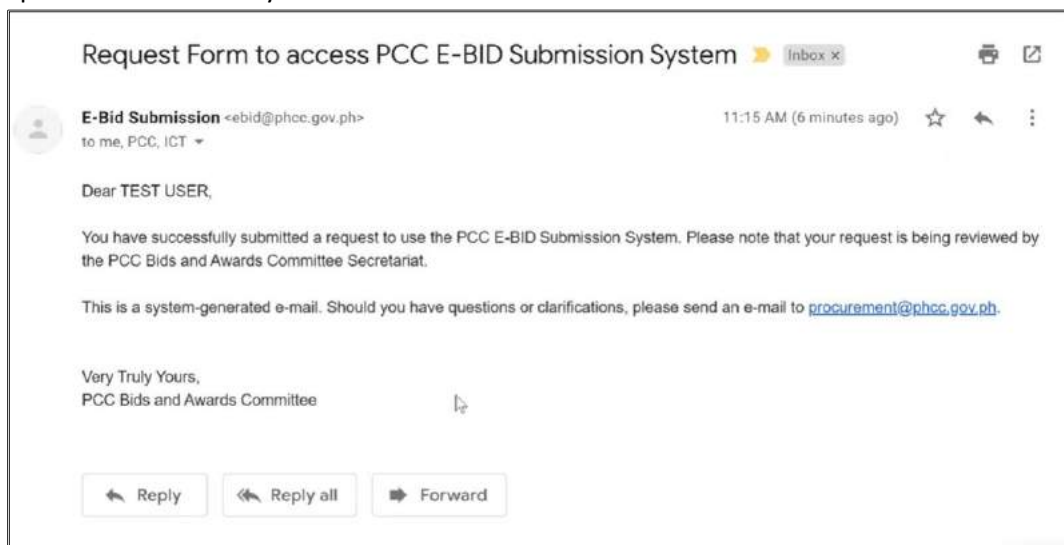 Request Form to access PCC E-BID Submission System Inbox x
E-Bid Submission <ebid@phcc.gov.ph> 11:15 AM (6 minutes ago)
to me, PCC, ICT
Dear TEST USER,
You have successfully submitted a request to use the PCC E-BID Submission System. Please note that your request is being reviewed by
the PCC Bids and Awards Committee Secretariat.
This is a system-generated e-mail. Should you have questions or clarifications, please send an e-mail to procurement@phcc.gov.ph.
Very Truly Yours,
PCC Bids and Awards Committee
Reply Reply all Forward